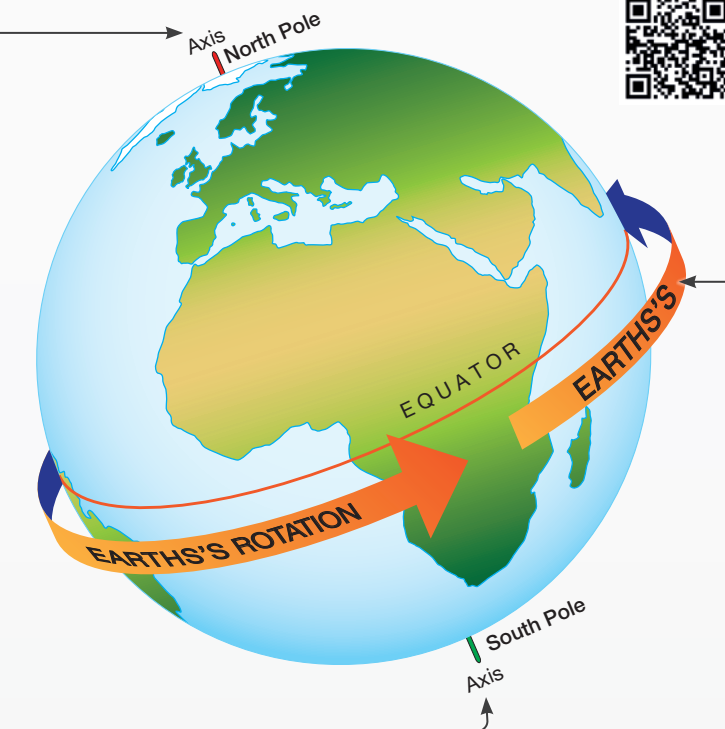 Axis
North Pole
EARTHS'S
EQUATOR
EARTHS'S ROTATION
South Pole
Axis